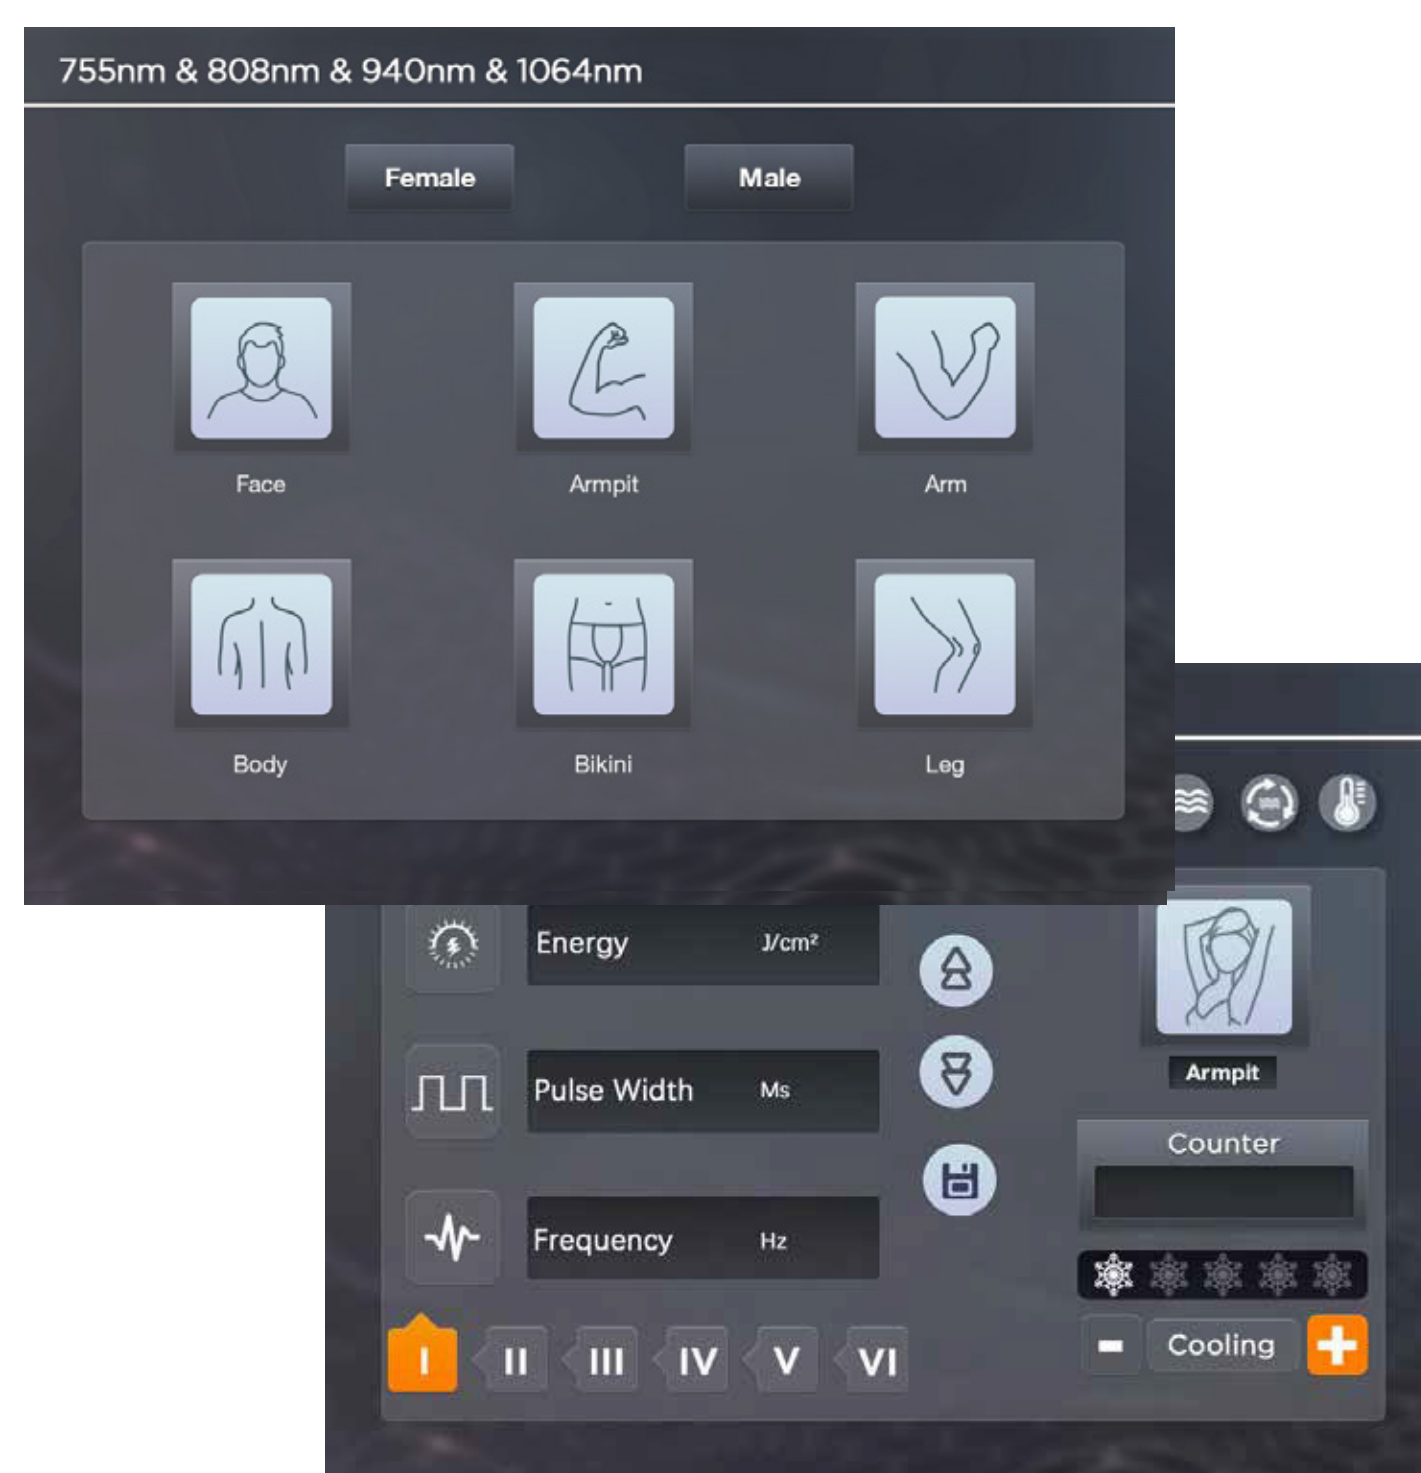 755nm & 808nm & 940nm & 1064nm
Female Male
Face Armpit Arm
Body Bikini Leg
Energy J/cm²
Pulse Width Ms
Armpit
Counter
Frequency Hz
I II III IV V VI
- Cooling +